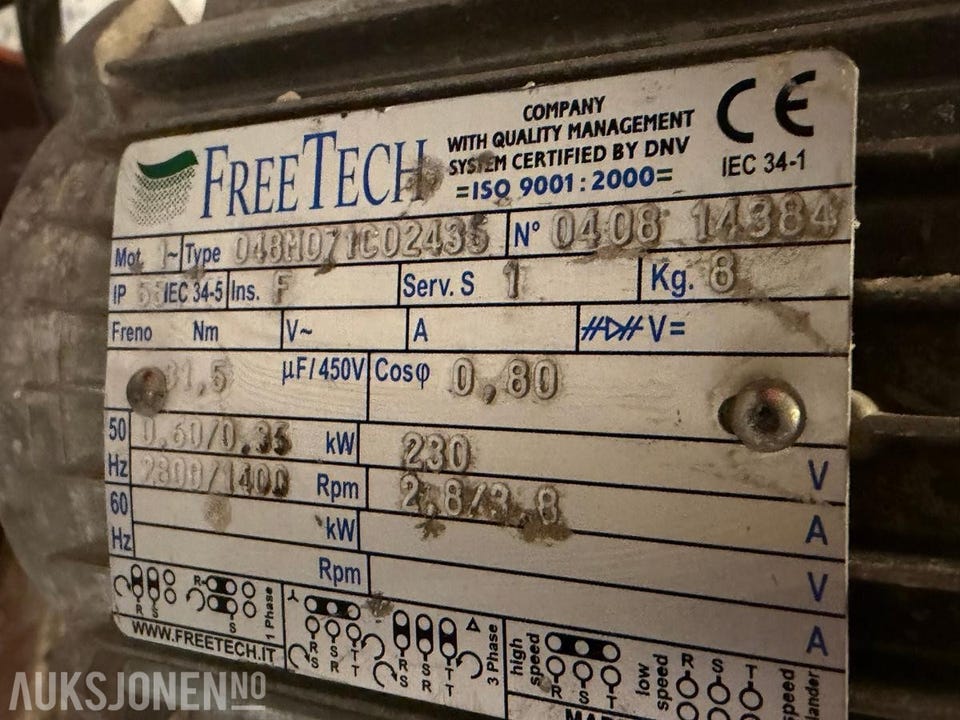 FREETECH
COMPANY
WITH QUALITY MANAGEMENT
SYSTEM CERTIFIED BY DNV
=ISO 9001:2000=
CE
IEC 34-1
Mot. 1~ Type 048M071C02435 N° 0408 14384
IP IEC 34-5 Ins. F Serv. S 1 Kg. 8
Freno Nm V~ A V=
31,5 µF/450V Cosφ 0,80
50 Hz 0,60/0,35 kW 230 V
2800/1400 Rpm 2,8/3,8 A
60 Hz kW V
Rpm A
R S R S 1 Phase
R S T S R T R S T S R T 3 Phase
high speed R S T
low speed R S T
WWW.FREETECH.IT
AUKSJONEN.NO